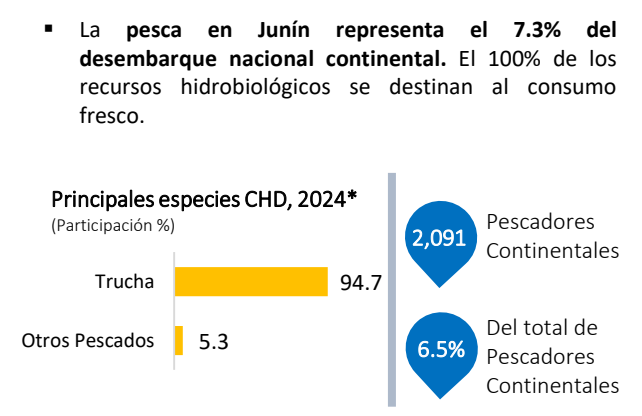 ▪ La pesca en Junín representa el 7.3% del
desembarque nacional continental. El 100% de los
recursos hidrobiológicos se destinan al consumo
fresco.
Principales especies CHD, 2024*
(Participación %)
Trucha 94.7
Otros Pescados 5.3
2,091 Pescadores
Continentales
6.5% Del total de
Pescadores
Continentales